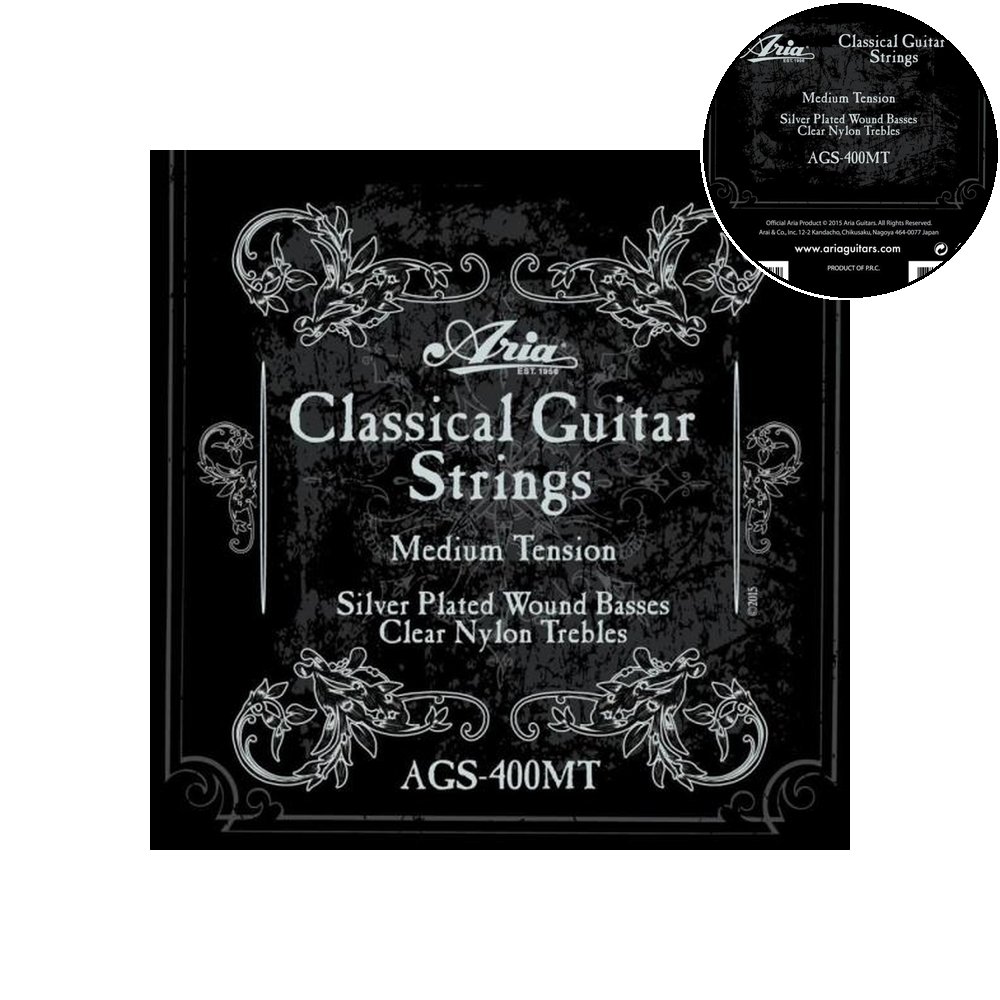 Aria
EST. 1956
Classical Guitar
Strings
Medium Tension
Silver Plated Wound Basses
Clear Nylon Trebles
AGS-400MT
©2015
Aria
EST. 1956
Classical Guitar
Strings
Medium Tension
Silver Plated Wound Basses
Clear Nylon Trebles
AGS-400MT
Official Aria Product © 2015 Aria Guitars. All Rights Reserved.
Arai & Co., Inc. 12-2 Kandacho, Chikusaku, Nagoya 464-0077 Japan
www.ariaguitars.com
PRODUCT OF P.R.C.